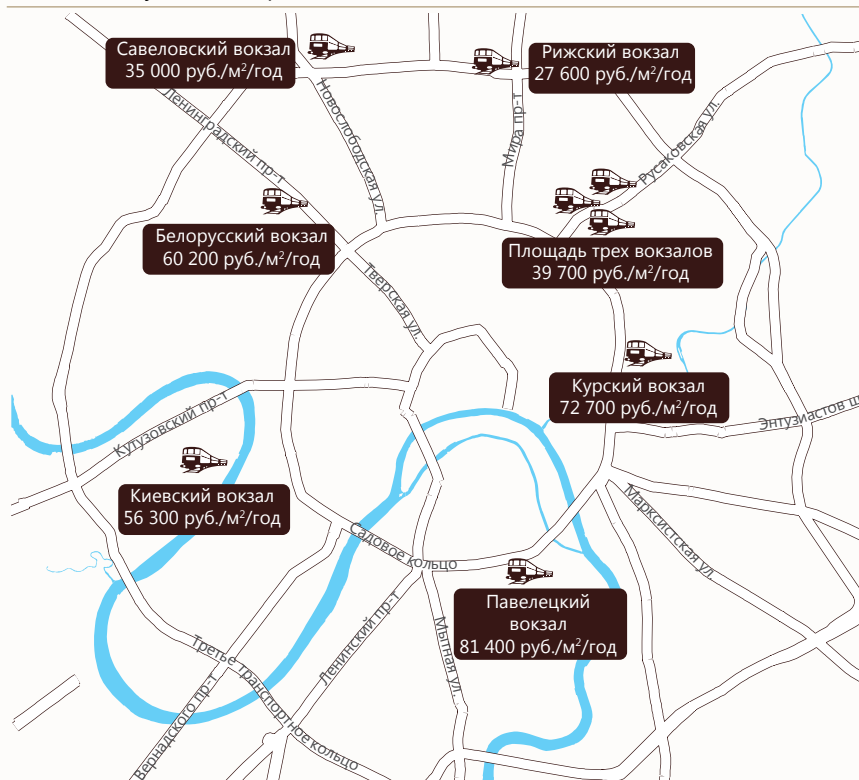 Савеловский вокзал
35 000 руб./м²/год
Рижский вокзал
27 600 руб./м²/год
Ленинградский пр-т
Новослободская ул.
Мира пр-т
Русаковская ул.
Белорусский вокзал
60 200 руб./м²/год
Площадь трех вокзалов
39 700 руб./м²/год
Тверская ул.
Курский вокзал
72 700 руб./м²/год
Энтузиастов ш
Кутузовский пр-т
Киевский вокзал
56 300 руб./м²/год
Марксистская ул.
Садовое кольцо
Павелецкий
вокзал
81 400 руб./м²/год
Ленинский пр-т
Мытная ул.
Третье транспортное кольцо
Вернадского пр-т